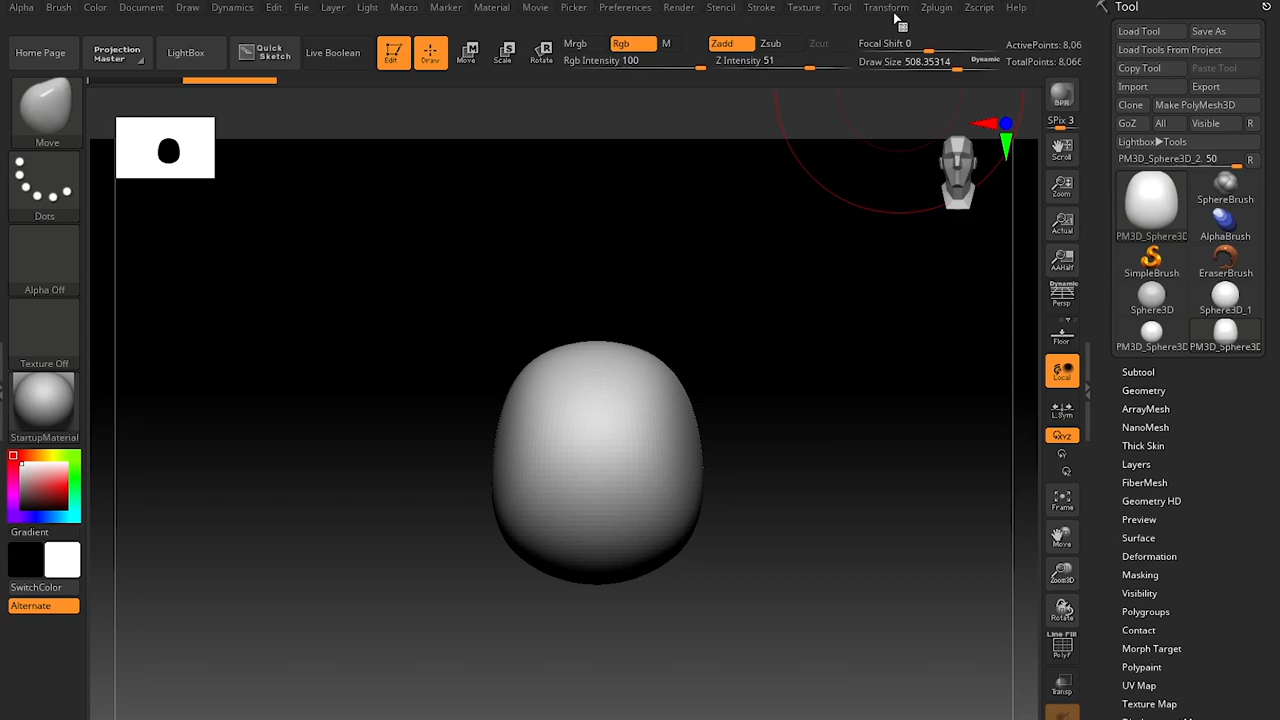 Alpha Brush Color Document Draw Dynamics Edit File Layer Light Macro Marker Material Movie Picker Preferences Render Stencil Stroke Texture Tool Transform Zplugin Zscript Help
Tool
Home Page
Projection
Master
LightBox
Quick
Sketch
Live Boolean
Edit
Draw
Move
Scale
Rotate
Mrgb Rgb M
Rgb Intensity 100
Zadd Zsub Zcut
Z Intensity 51
Focal Shift 0
Draw Size 508.35314 Dynamic
ActivePoints: 8,06
TotalPoints: 8,066
Load Tool Save As
Load Tools From Project
Copy Tool Paste Tool
Import Export
Clone Make PolyMesh3D
GoZ All Visible R
Lightbox▶Tools
PM3D_Sphere3D_2. 50 R
PM3D_Sphere3D
SphereBrush
AlphaBrush
SimpleBrush EraserBrush
Sphere3D Sphere3D_1
PM3D_Sphere3D PM3D_Sphere3D
Subtool
Geometry
ArrayMesh
NanoMesh
Thick Skin
Layers
FiberMesh
Geometry HD
Preview
Surface
Deformation
Masking
Visibility
Polygroups
Contact
Morph Target
Polypaint
UV Map
Texture Map
Move
Dots
Alpha Off
Texture Off
StartupMaterial
Gradient
SwitchColor
Alternate
BPR
SPix 3
Scroll
Zoom
Actual
AAHalf
Dynamic
Persp
Floor
Local
L.Sym
XYZ
Frame
Move
Zoom3D
Rotate
Line Fill
PolyF
Transp